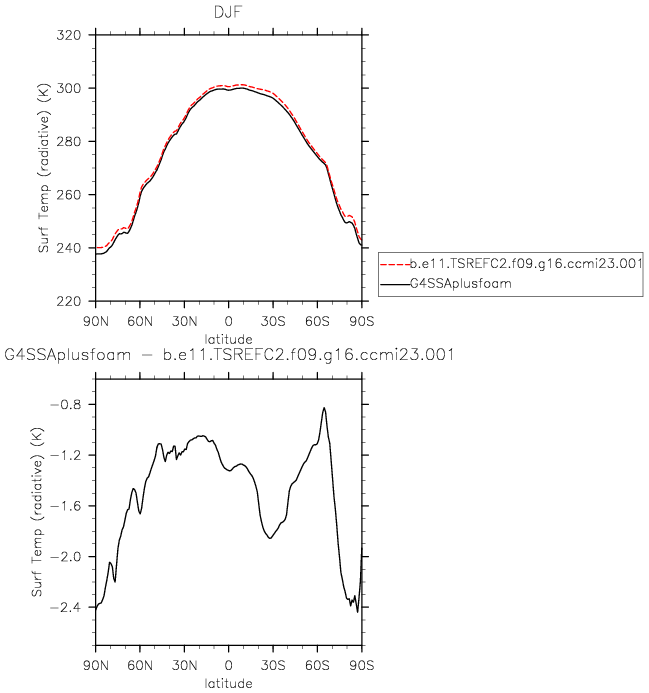 DJF
320
300
280
260
240
220
Surf Temp (radiative) (K)
90N 60N 30N 0 30S 60S 90S
latitude
b.e11.TSREFC2.f09.g16.ccmi23.001
G4SSAplusfoam
G4SSAplusfoam − b.e11.TSREFC2.f09.g16.ccmi23.001
−0.8
−1.2
−1.6
−2.0
−2.4
Surf Temp (radiative) (K)
90N 60N 30N 0 30S 60S 90S
latitude